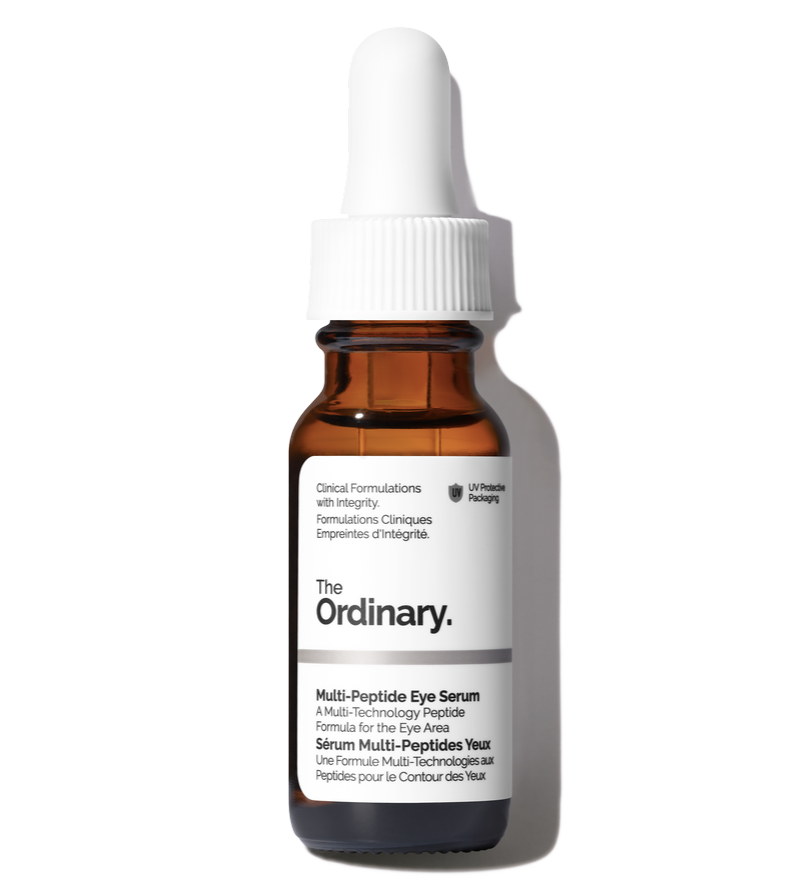 Clinical Formulations
with Integrity.
Formulations Cliniques
Empreintes d'Intégrité.
UV
UV Protective
Packaging
The
Ordinary.
Multi-Peptide Eye Serum
A Multi-Technology Peptide
Formula for the Eye Area
Sérum Multi-Peptides Yeux
Une Formule Multi-Technologies aux
Peptides pour le Contour des Yeux